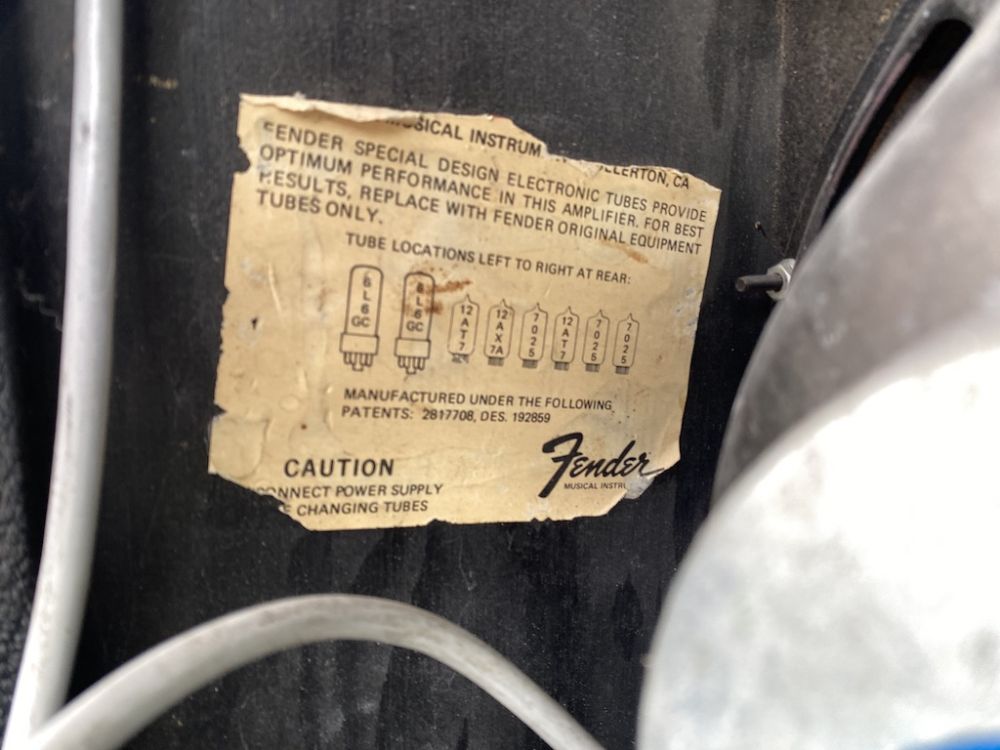 MUSICAL INSTRUM LLERTON, CA
FENDER SPECIAL DESIGN ELECTRONIC TUBES PROVIDE
OPTIMUM PERFORMANCE IN THIS AMPLIFIER. FOR BEST
RESULTS, REPLACE WITH FENDER ORIGINAL EQUIPMENT
TUBES ONLY.
TUBE LOCATIONS LEFT TO RIGHT AT REAR:
6L6GC 6L6GC 12AT7 12AX7A 7025 12AT7 7025 7025
MANUFACTURED UNDER THE FOLLOWING
PATENTS: 2817708, DES. 192859
CAUTION
CONNECT POWER SUPPLY
E CHANGING TUBES
Fender
MUSICAL INSTRU